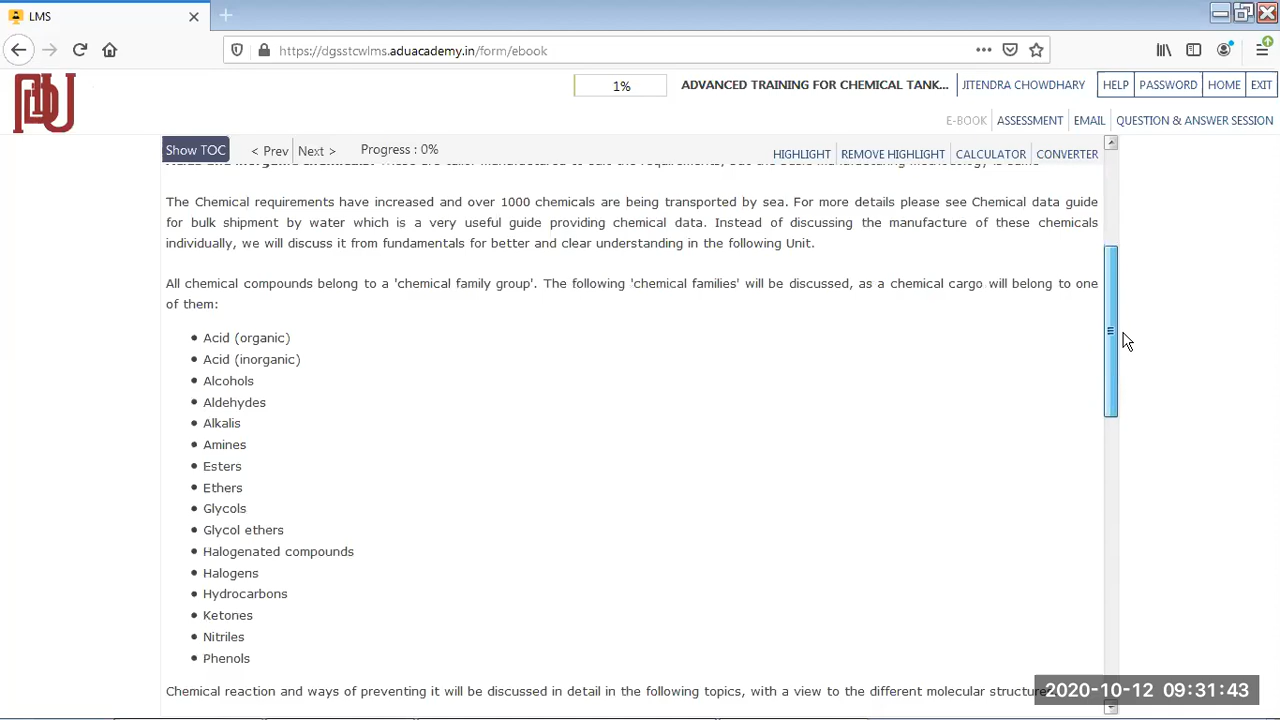 LMS
https://dgsstcwlms.aduacademy.in/form/ebook
1%
ADVANCED TRAINING FOR CHEMICAL TANK...
JITENDRA CHOWDHARY
HELP
PASSWORD
HOME
EXIT
E-BOOK
ASSESSMENT
EMAIL
QUESTION & ANSWER SESSION
Show TOC
< Prev
Next >
Progress : 0%
HIGHLIGHT
REMOVE HIGHLIGHT
CALCULATOR
CONVERTER
The Chemical requirements have increased and over 1000 chemicals are being transported by sea. For more details please see Chemical data guide
for bulk shipment by water which is a very useful guide providing chemical data. Instead of discussing the manufacture of these chemicals
individually, we will discuss it from fundamentals for better and clear understanding in the following Unit.
All chemical compounds belong to a 'chemical family group'. The following 'chemical families' will be discussed, as a chemical cargo will belong to one
of them:
• Acid (organic)
• Acid (inorganic)
• Alcohols
• Aldehydes
• Alkalis
• Amines
• Esters
• Ethers
• Glycols
• Glycol ethers
• Halogenated compounds
• Halogens
• Hydrocarbons
• Ketones
• Nitriles
• Phenols
Chemical reaction and ways of preventing it will be discussed in detail in the following topics, with a view to the different molecular structure
2020-10-12 09:31:43